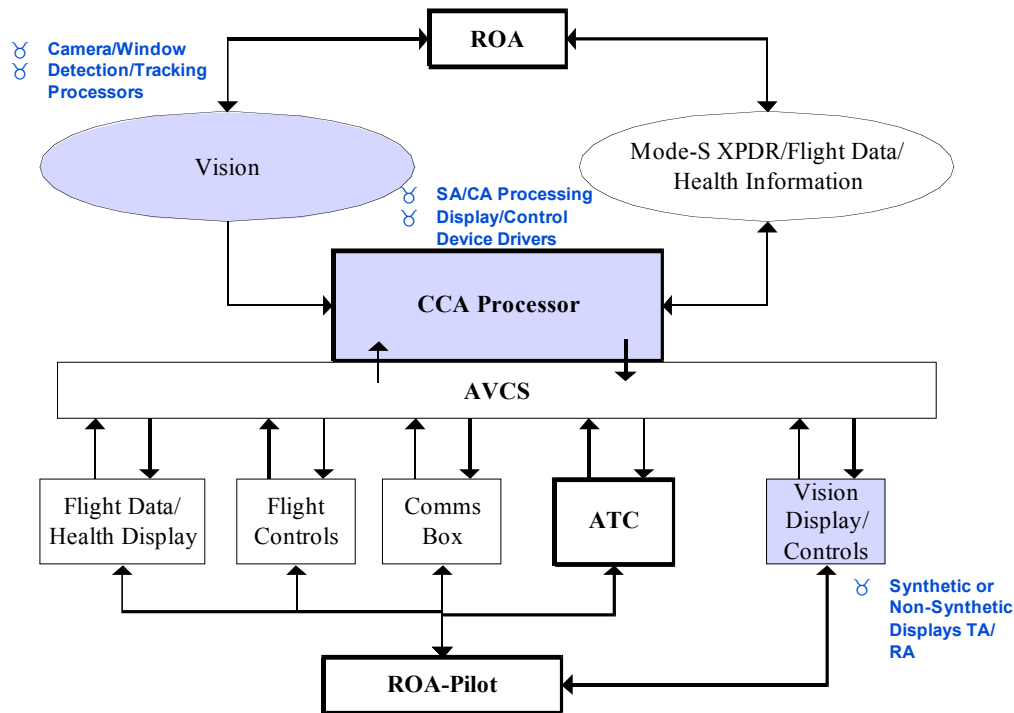 ROA
Camera/Window
Detection/Tracking
Processors
Vision
Mode-S XPDR/Flight Data/
Health Information
SA/CA Processing
Display/Control
Device Drivers
CCA Processor
AVCS
Flight Data/
Health Display
Flight
Controls
Comms
Box
ATC
Vision
Display/
Controls
Synthetic or
Non-Synthetic
Displays TA/
RA
ROA-Pilot